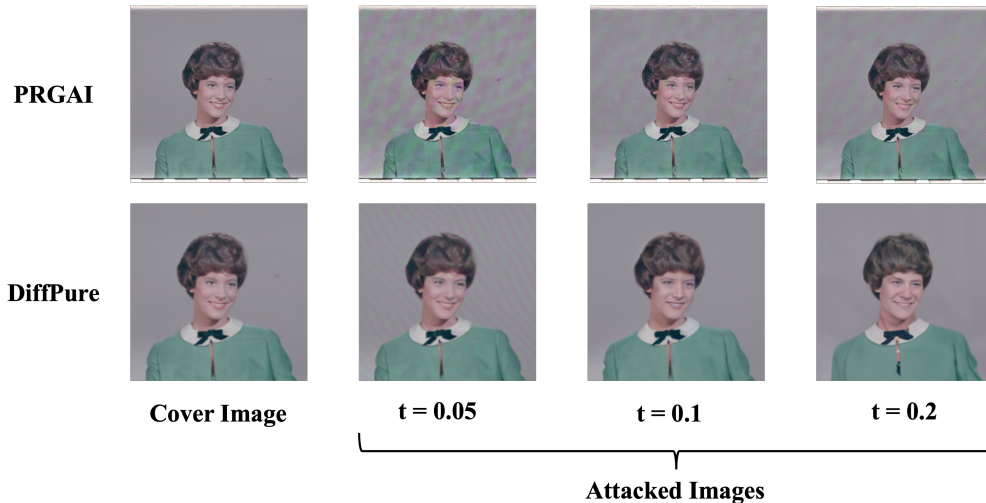 PRGAI
DiffPure
Cover Image
t = 0.05
t = 0.1
t = 0.2
Attacked Images